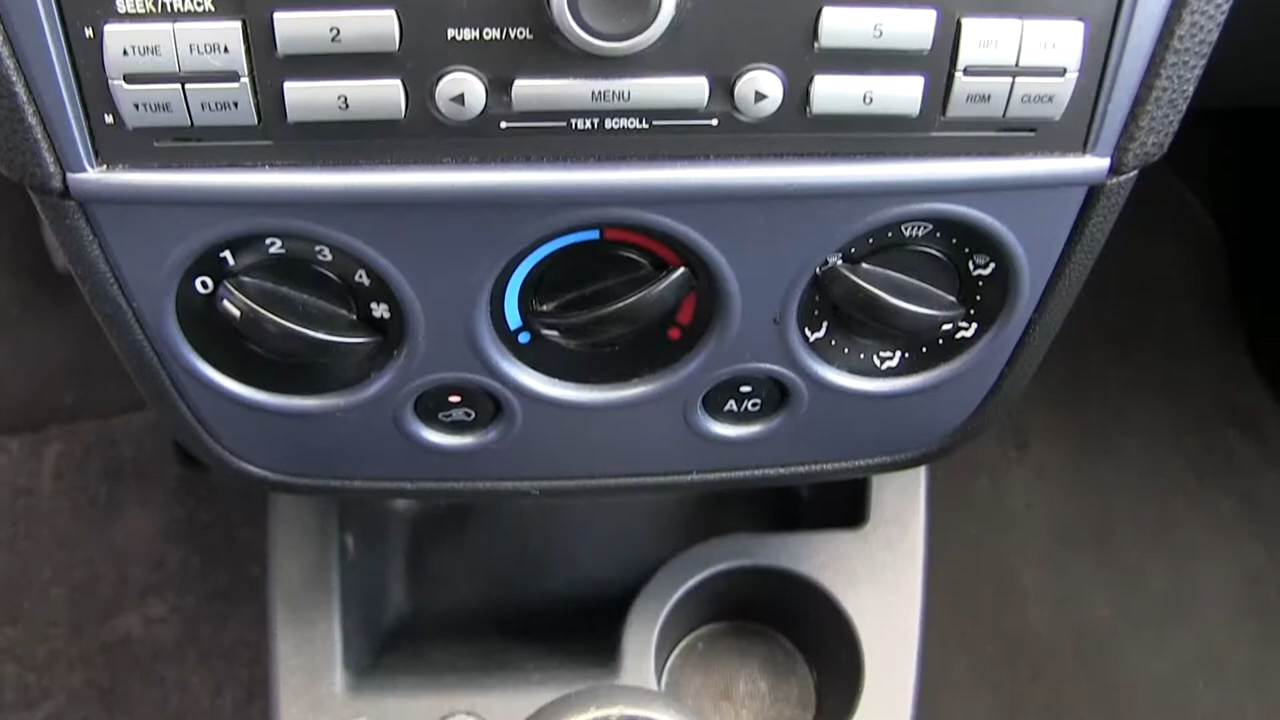 SEEK/TRACK
H
▲TUNE FLDR▲
2
PUSH ON/VOL
5
RPT
▼TUNE FLDR▼
3
◀ MENU ▶
6
RDM CLOCK
M
TEXT SCROLL
0 1 2 3 4
A/C